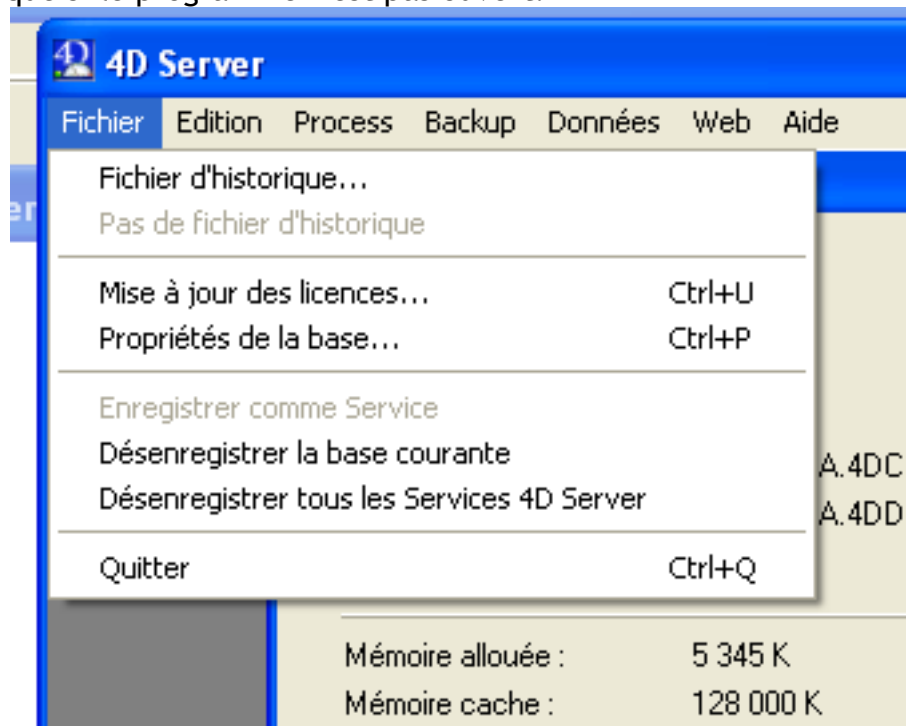 4D Server
Fichier Edition Process Backup Données Web Aide
Fichier d'historique...
Pas de fichier d'historique
Mise à jour des licences... Ctrl+U
Propriétés de la base... Ctrl+P
Enregistrer comme Service
Désenregistrer la base courante
A.4DC
Désenregistrer tous les Services 4D Server
A.4DD
Quitter Ctrl+Q
Mémoire allouée : 5 345 K
Mémoire cache : 128 000 K